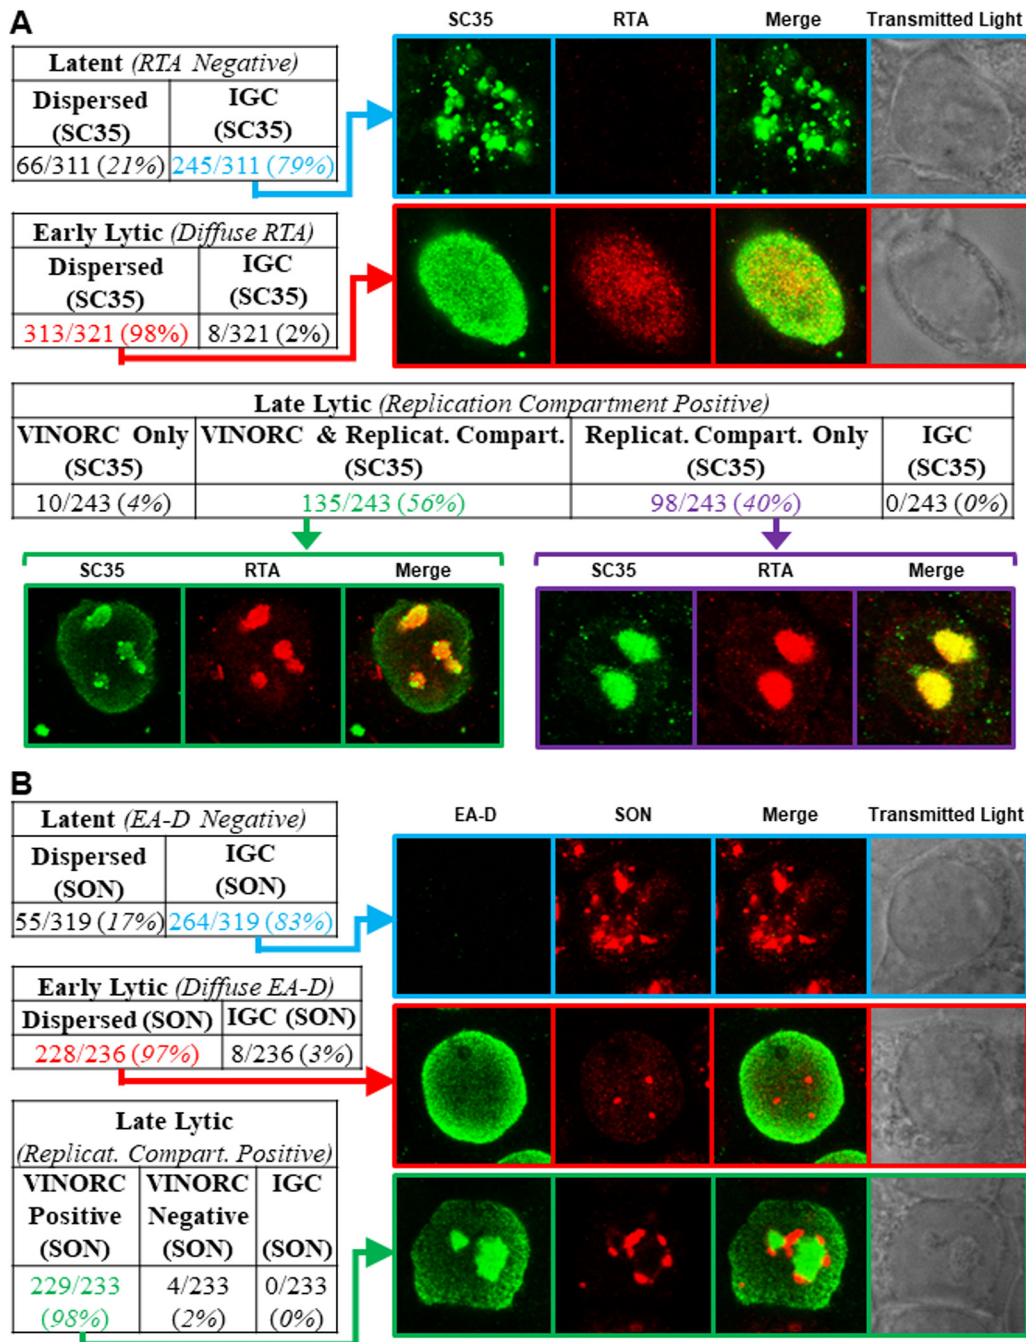 A
SC35 RTA Merge Transmitted Light
Latent (RTA Negative)
Dispersed
(SC35)
IGC
(SC35)
66/311 (21%) 245/311 (79%)
Early Lytic (Diffuse RTA)
Dispersed
(SC35)
IGC
(SC35)
313/321 (98%) 8/321 (2%)
Late Lytic (Replication Compartment Positive)
VINORC Only
(SC35)
VINORC & Replicat. Compart.
(SC35)
Replicat. Compart. Only
(SC35)
IGC
(SC35)
10/243 (4%) 135/243 (56%) 98/243 (40%) 0/243 (0%)
SC35 RTA Merge
SC35 RTA Merge
B
EA-D SON Merge Transmitted Light
Latent (EA-D Negative)
Dispersed
(SON)
IGC
(SON)
55/319 (17%) 264/319 (83%)
Early Lytic (Diffuse EA-D)
Dispersed (SON) IGC (SON)
228/236 (97%) 8/236 (3%)
Late Lytic
(Replicat. Compart. Positive)
VINORC
Positive
(SON)
VINORC
Negative
(SON)
IGC
(SON)
229/233
(98%)
4/233
(2%)
0/233
(0%)